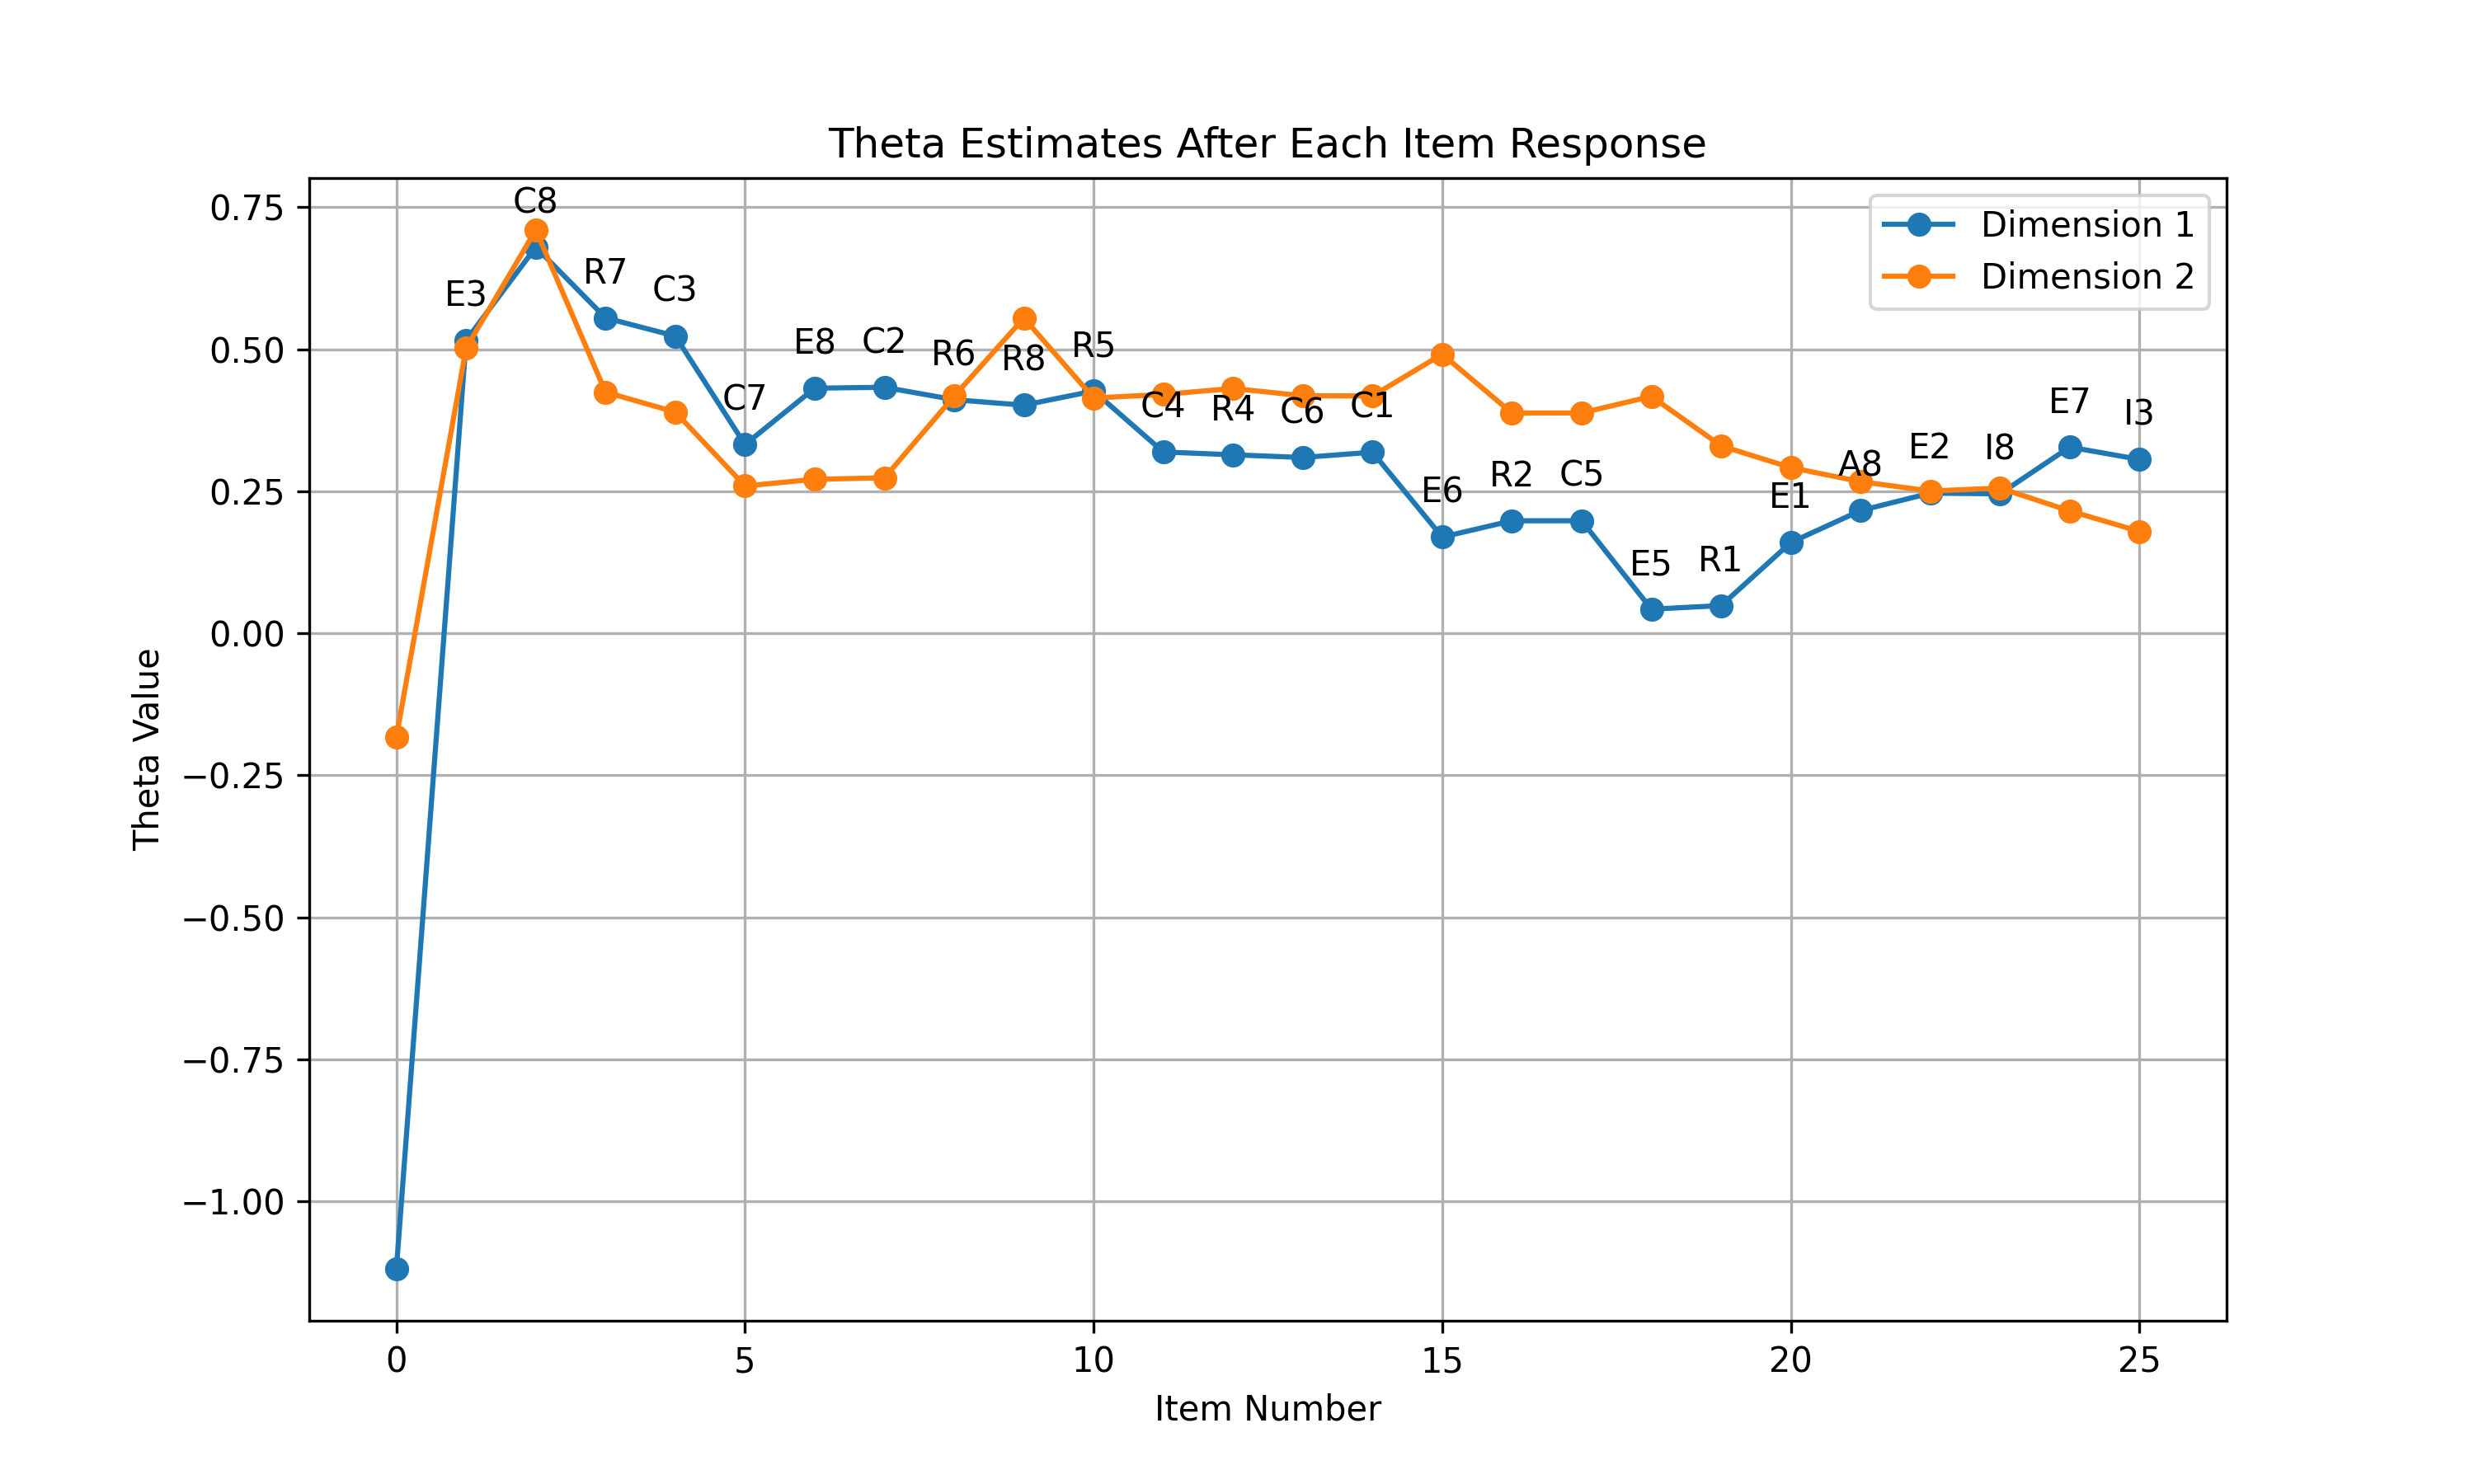 Theta Estimates After Each Item Response
Dimension 1
Dimension 2
Theta Value
0.75
0.50
0.25
0.00
−0.25
−0.50
−0.75
−1.00
E3
C8
R7
C3
C7
E8
C2
R6
R8
R5
C4
R4
C6
C1
E6
R2
C5
E5
R1
E1
A8
E2
I8
E7
I3
0 5 10 15 20 25
Item Number